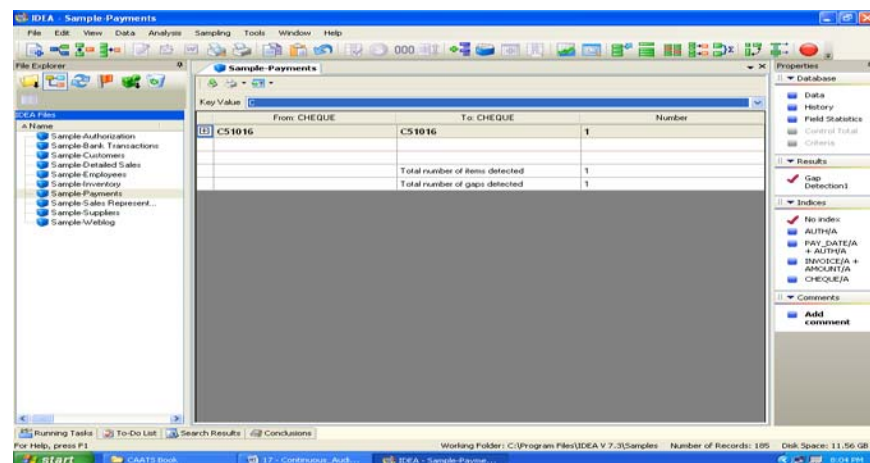 IDEA - Sample-Payments
File Edit View Data Analysis Sampling Tools Window Help
000
File Explorer
IDEA Files
Name
Sample-Authorization
Sample-Bank Transactions
Sample-Customers
Sample-Detailed Sales
Sample-Employees
Sample-Inventory
Sample-Payments
Sample-Sales Represent...
Sample-Suppliers
Sample-Weblog
Sample-Payments
Key Value C
From: CHEQUE To: CHEQUE Number
C51016 C51016 1
Total number of items detected 1
Total number of gaps detected 1
Properties
Database
Data
History
Field Statistics
Control Total
Criteria
Results
Gap
Detection1
Indices
No index
AUTH/A
PAY_DATE/A
+ AUTH/A
INVOICE/A +
AMOUNT/A
CHEQUE/A
Comments
Add
comment
Running Tasks To-Do List Search Results Conclusions
For Help, press F1 Working Folder: C:\Program Files\IDEA V 7.3\Samples Number of Records: 185 Disk Space: 11.56 GB
start CAATS Book 17 - Continuous Audi... IDEA - Sample-Payme... 8:04 PM